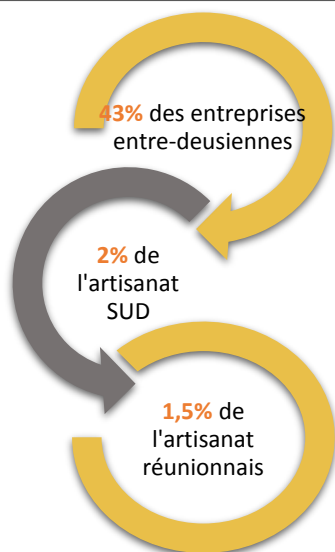 43% des entreprises
entre-deusiennes
2% de
l'artisanat
SUD
1,5% de
l'artisanat
réunionnais